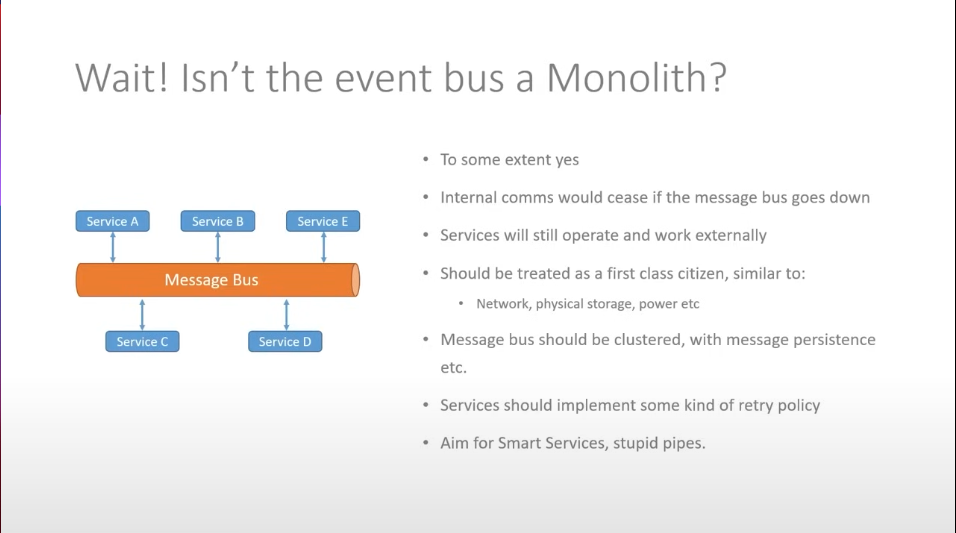 Wait! Isn't the event bus a Monolith?
Service A
Service B
Service E
Message Bus
Service C
Service D
• To some extent yes
• Internal comms would cease if the message bus goes down
• Services will still operate and work externally
• Should be treated as a first class citizen, similar to:
• Network, physical storage, power etc
• Message bus should be clustered, with message persistence
etc.
• Services should implement some kind of retry policy
• Aim for Smart Services, stupid pipes.